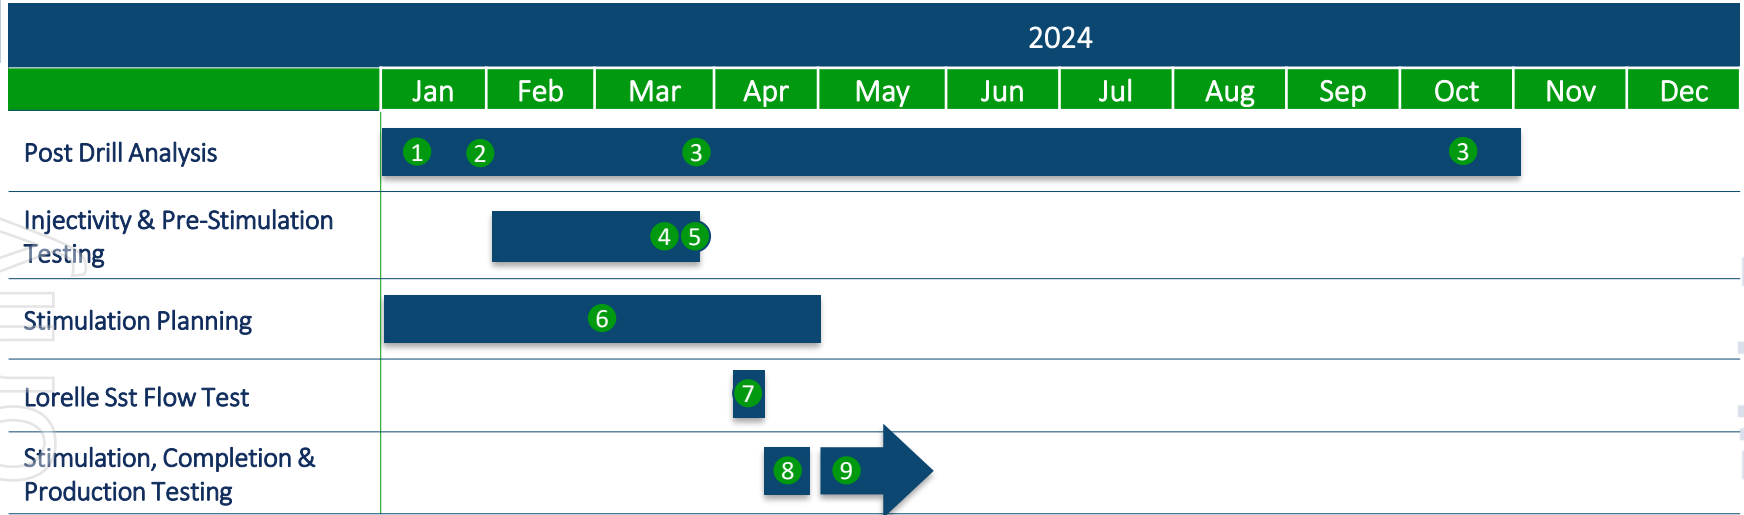 2024
Jan Feb Mar Apr May Jun Jul Aug Sep Oct Nov Dec
Post Drill Analysis
1 2 3 3
Injectivity & Pre-Stimulation
Testing
4 5
Stimulation Planning
6
Lorelle Sst Flow Test
7
Stimulation, Completion &
Production Testing
8 9